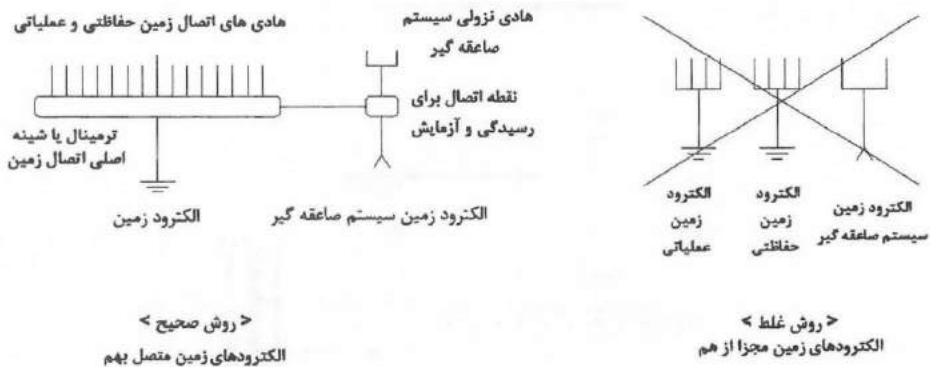 هادی های اتصال زمین حفاظتی و عملیاتی
هادی نزولی سیستم
صاعقه گیر
نقطه اتصال برای
رسیدگی و آزمایش
ترمینال یا شینه
اصلی اتصال زمین
الکترود زمین
الکترود زمین سیستم صاعقه گیر
< روش صحیح >
الکترودهای زمین متصل بهم
الکترود زمین
سیستم صاعقه گیر
الکترود
زمین
حفاظتی
الکترود
زمین
عملیاتی
< روش غلط >
الکترودهای زمین مجزا از هم